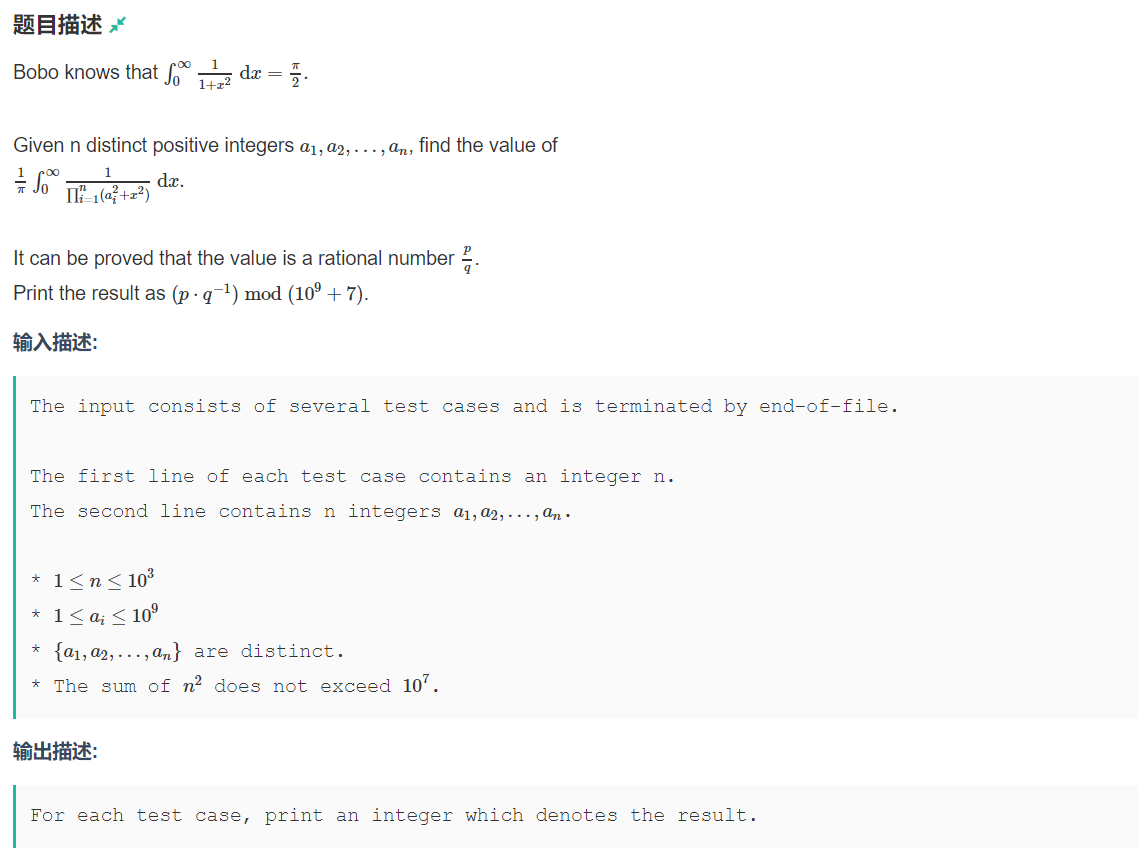 题目描述
Bobo knows that $\int_0^\infty \frac{1}{1+x^2}\ \mathrm{d}x = \frac{\pi}{2}$.
Given n distinct positive integers $a_1, a_2, \ldots, a_n$, find the value of
$\frac{1}{\pi} \int_0^\infty \frac{1}{\prod_{i=1}^n (a_i^2+x^2)}\ \mathrm{d}x$.
It can be proved that the value is a rational number $\frac{p}{q}$.
Print the result as $(p \cdot q^{-1}) \bmod (10^9 + 7)$.
输入描述:
The input consists of several test cases and is terminated by end-of-file.
The first line of each test case contains an integer n.
The second line contains n integers $a_1, a_2, \ldots, a_n$.
* $1 \leq n \leq 10^3$
* $1 \leq a_i \leq 10^9$
* $\{a_1, a_2, \ldots, a_n\}$ are distinct.
* The sum of $n^2$ does not exceed $10^7$.
输出描述:
For each test case, print an integer which denotes the result.